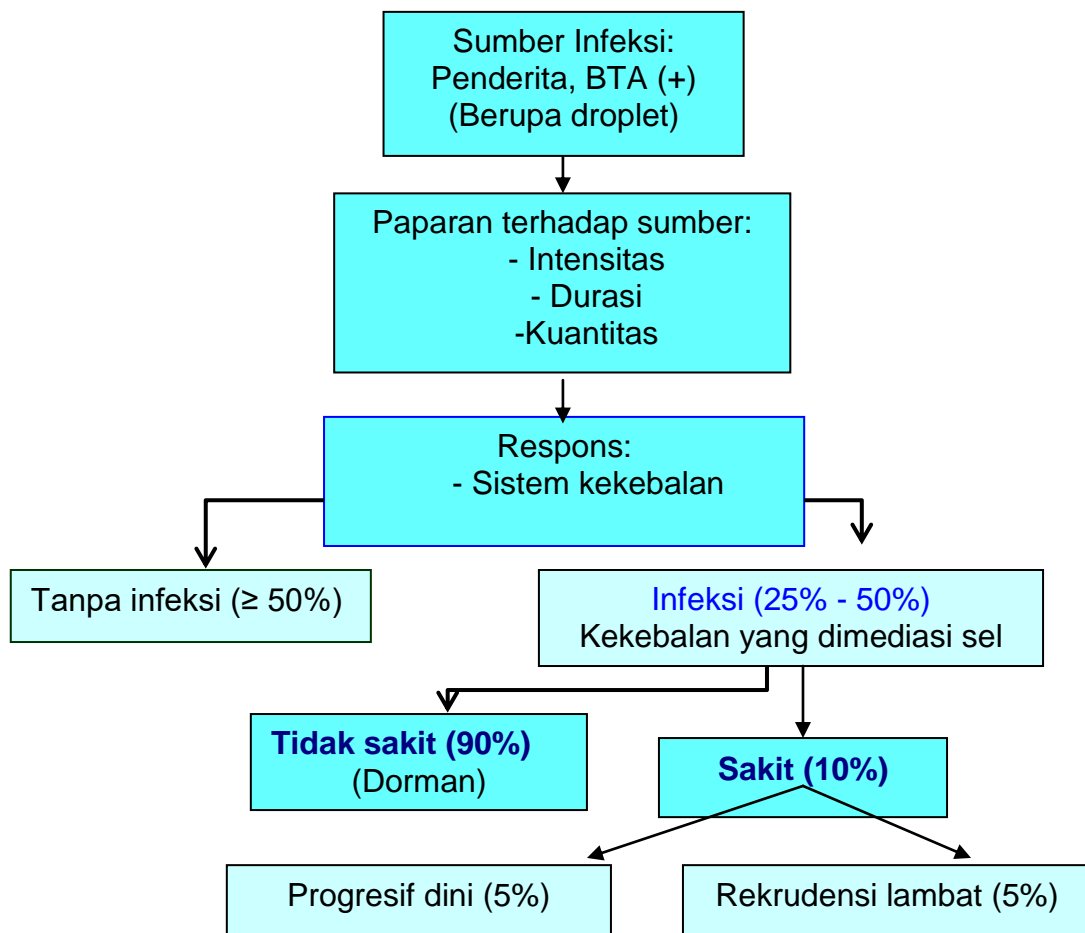 Sumber Infeksi:
Penderita, BTA (+)
(Berupa droplet)
Paparan terhadap sumber:
- Intensitas
- Durasi
-Kuantitas
Respons:
- Sistem kekebalan
Tanpa infeksi (≥ 50%)
Infeksi (25% - 50%)
Kekebalan yang dimediasi sel
Tidak sakit (90%)
(Dorman)
Sakit (10%)
Progresif dini (5%)
Rekrudensi lambat (5%)